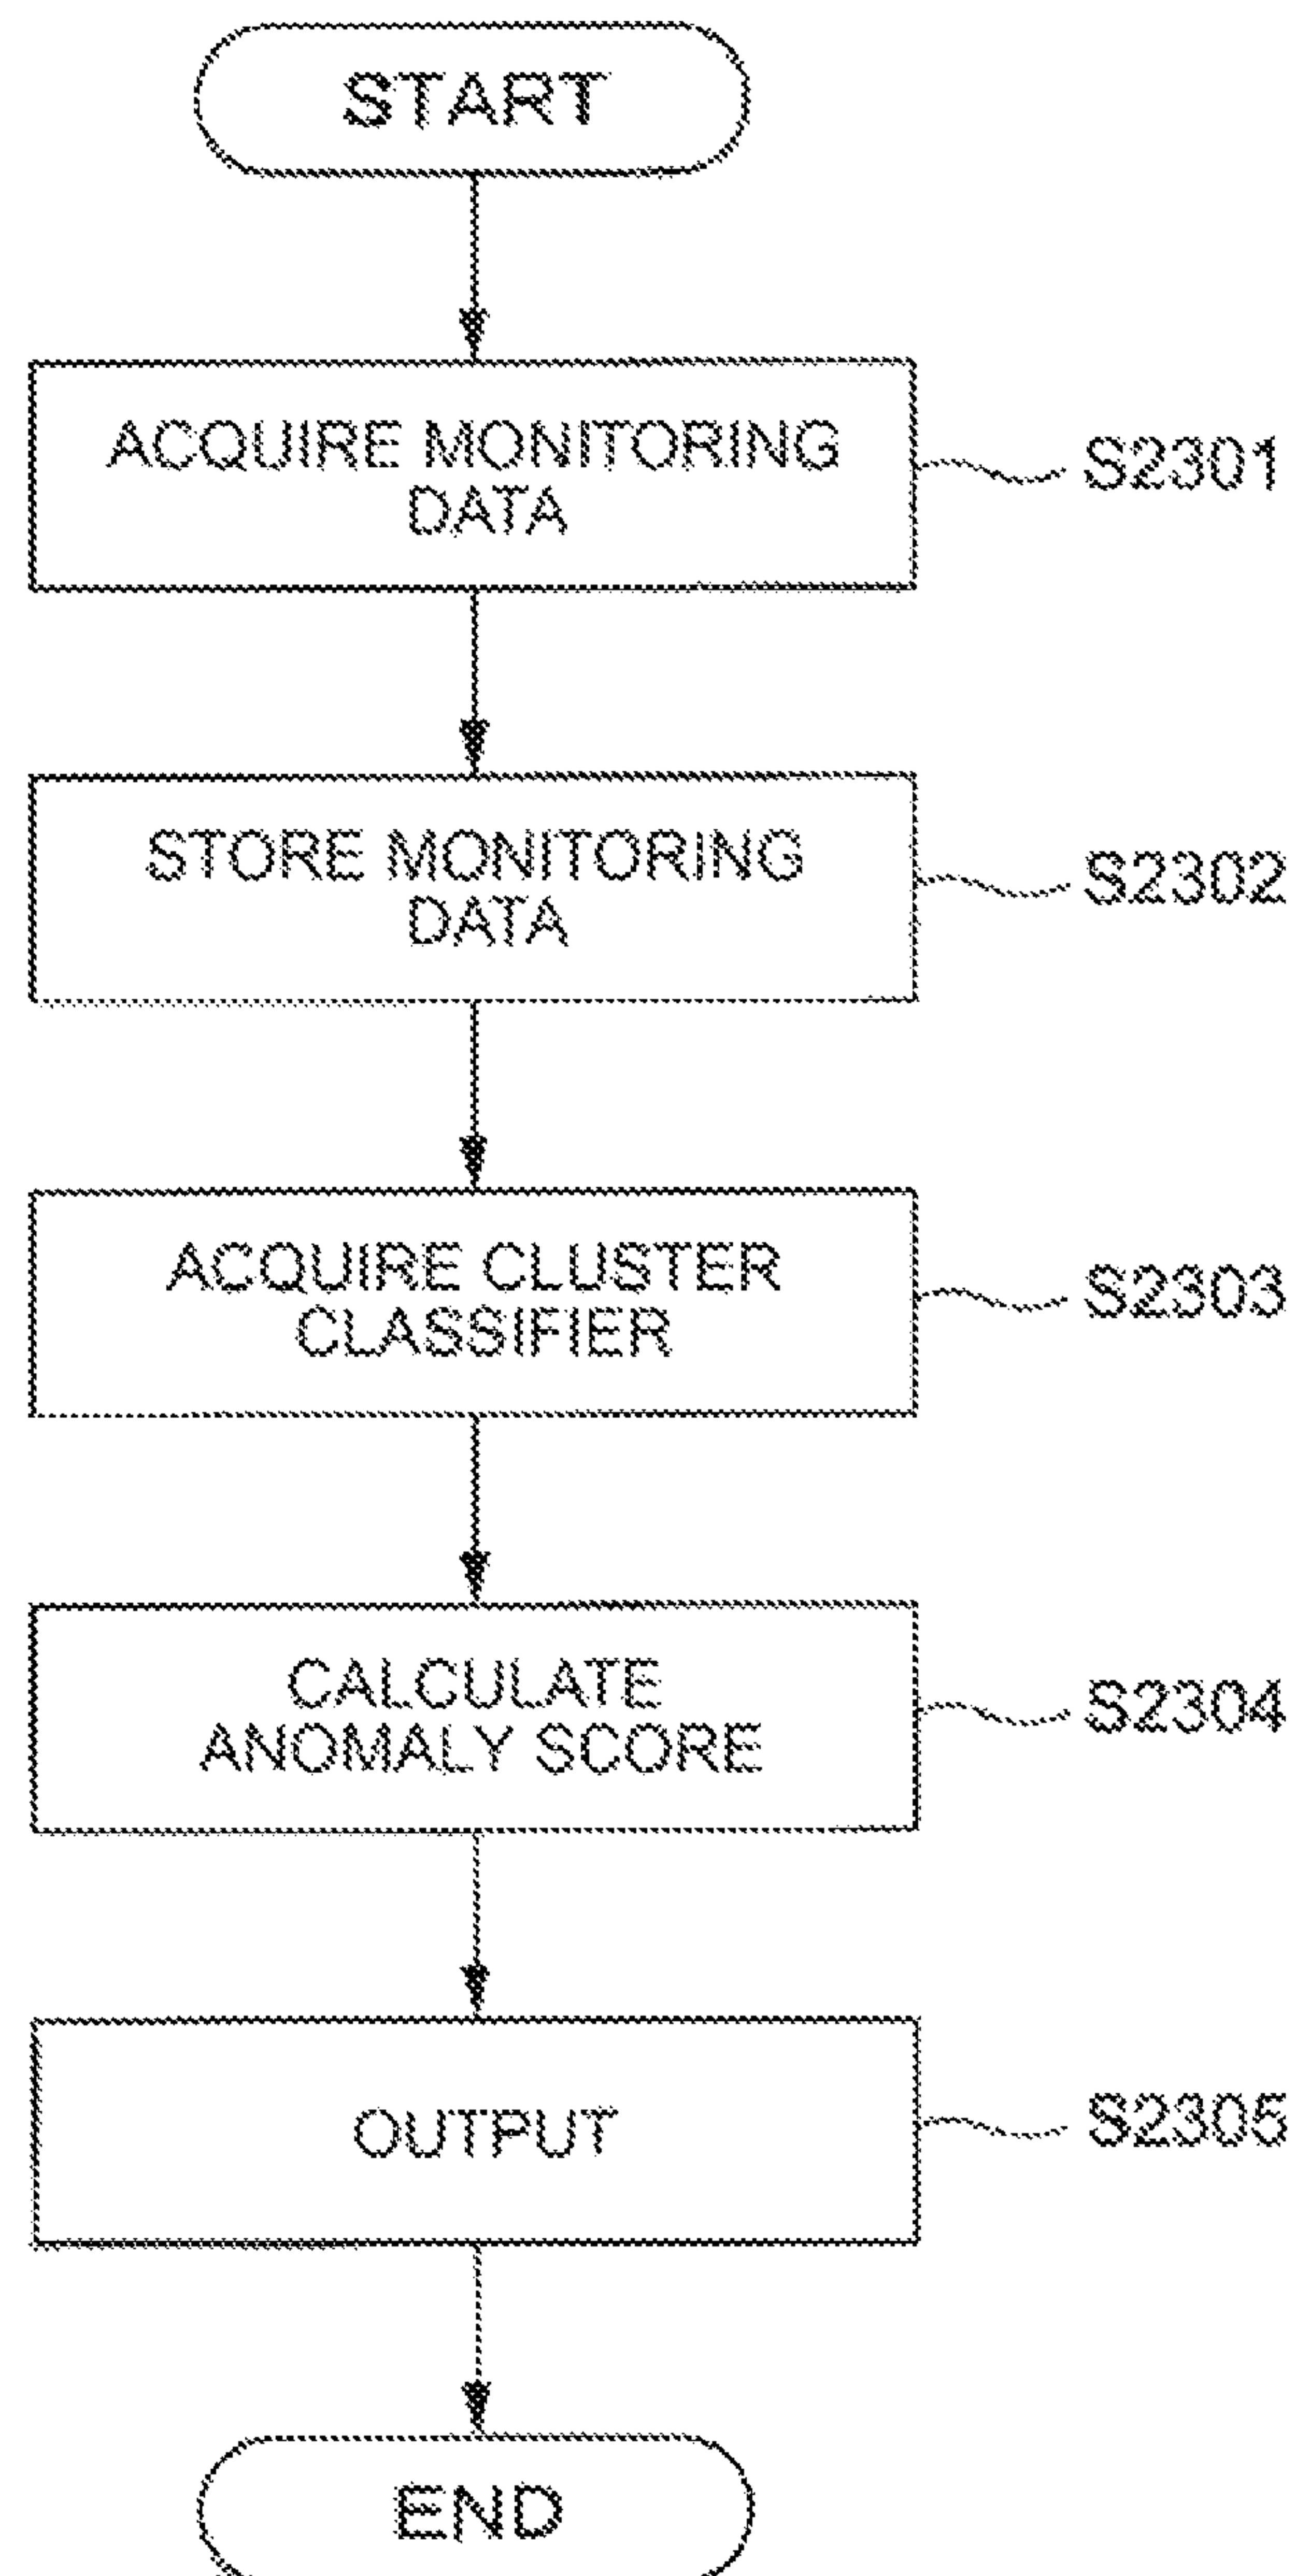 START
ACQUIRE MONITORING
DATA
S2301
STORE MONITORING
DATA
S2302
ACQUIRE CLUSTER
CLASSIFIER
S2303
CALCULATE
ANOMALY SCORE
S2304
OUTPUT
S2305
END